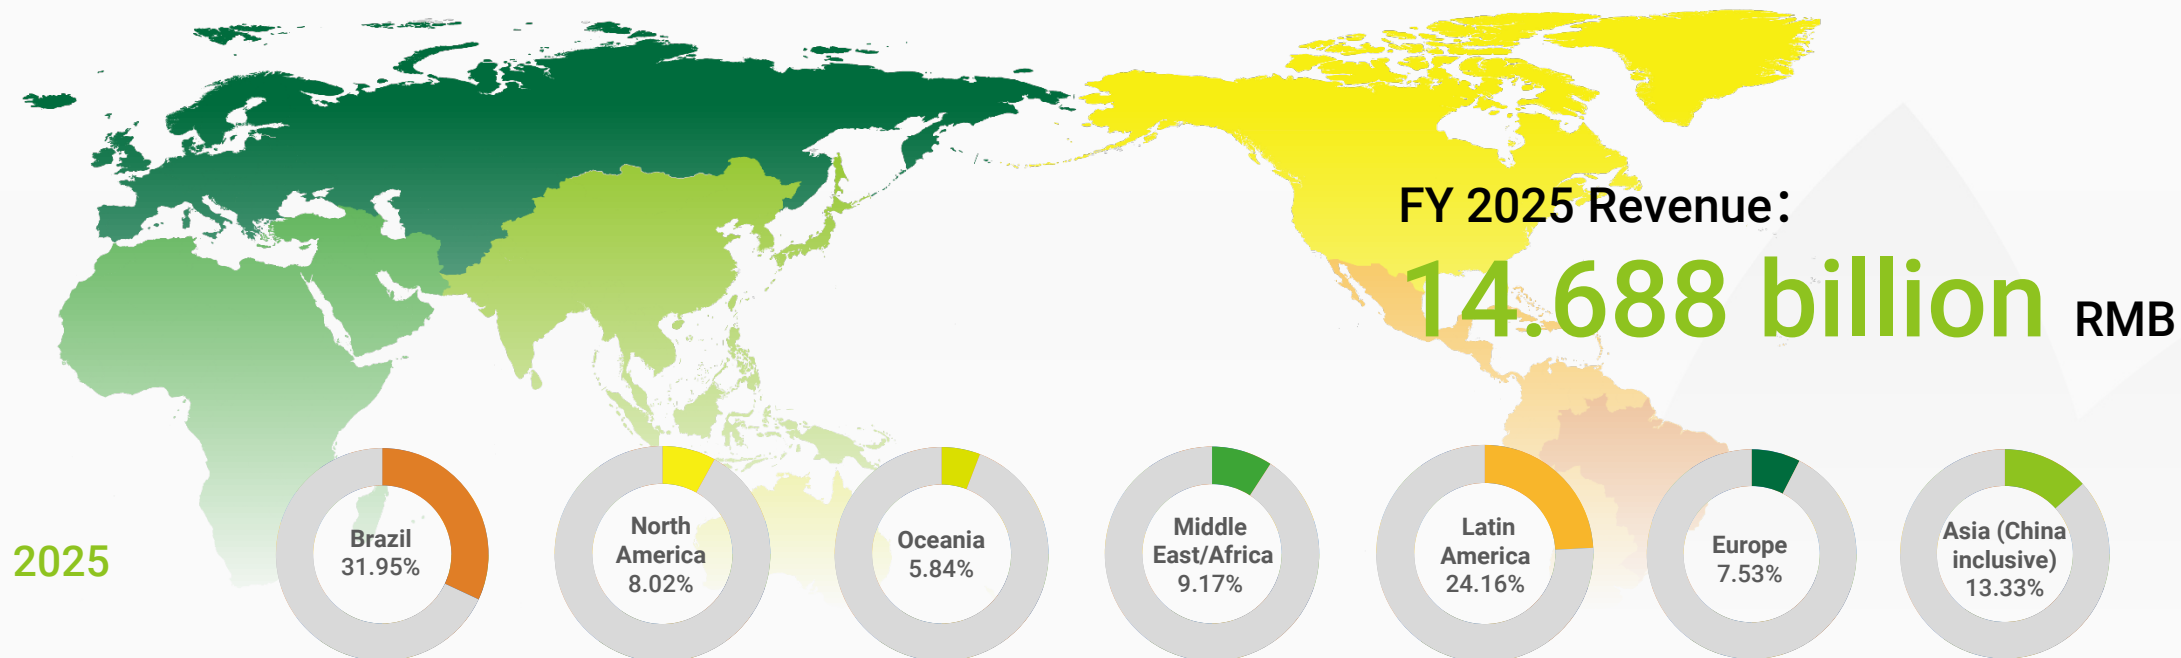 FY 2025 Revenue：
14.688 billion RMB
2025
Brazil
31.95%
North
America
8.02%
Oceania
5.84%
Middle
East/Africa
9.17%
Latin
America
24.16%
Europe
7.53%
Asia (China
inclusive)
13.33%